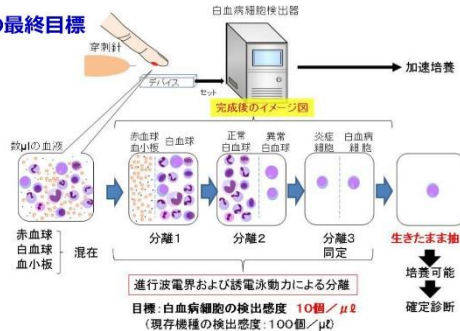 の最終目標
白血病細胞検出器
穿刺針
デバイス
セット
加速培養
完成後のイメージ図
数μlの血液
赤血球
血小板
白血球
正常
白血球
異常
白血球
炎症
細胞
白血病
細胞
赤血球
白血球
血小板
混在
分離1
分離2
分離3
同定
生きたまま抽
培養可能
確定診断
進行波電界および誘電泳動力による分離
目標:白血病細胞の検出感度 10個/μℓ
(現存機種の検出感度:100個/μℓ)